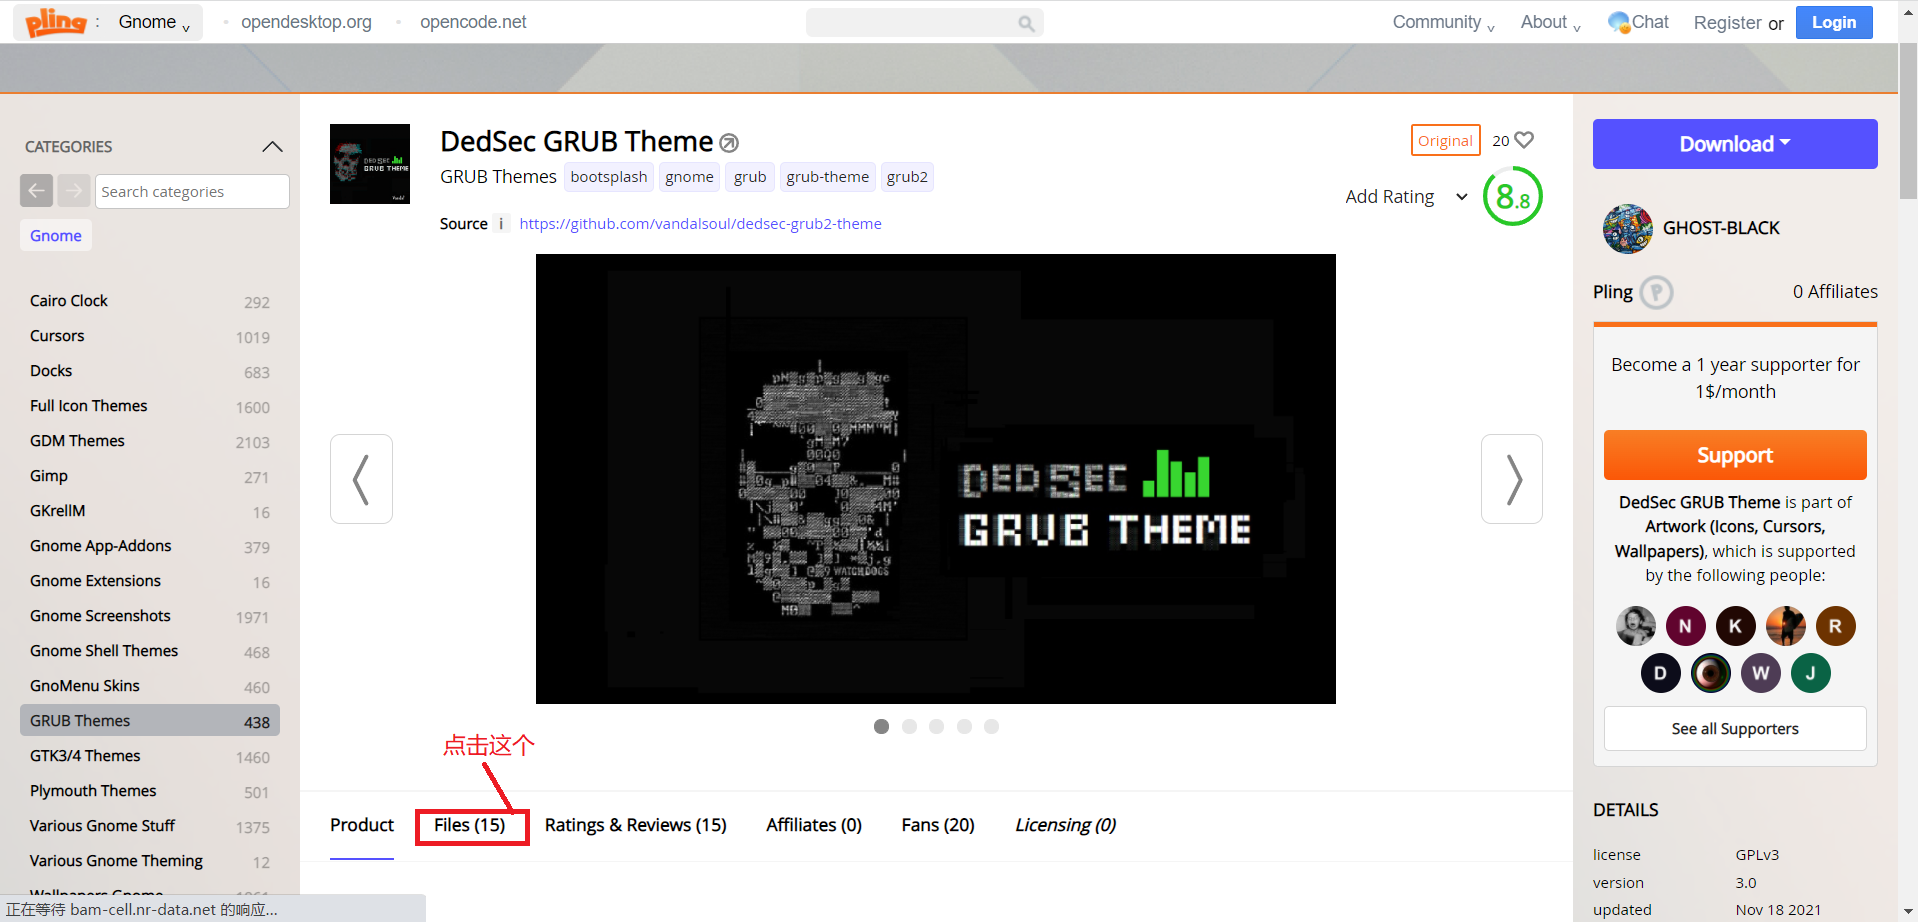 pling : Gnome opendesktop.org opencode.net Community About Chat Register or Login
CATEGORIES
Search categories
Gnome
Cairo Clock 292
Cursors 1019
Docks 683
Full Icon Themes 1600
GDM Themes 2103
Gimp 271
GKrellM 16
Gnome App-Addons 379
Gnome Extensions 16
Gnome Screenshots 1971
Gnome Shell Themes 468
GnoMenu Skins 460
GRUB Themes 438
GTK3/4 Themes 1460
Plymouth Themes 501
Various Gnome Stuff 1375
Various Gnome Theming 12
Wallpapers Gnome
正在等待 bam-cell.nr-data.net 的响应...
DedSec GRUB Theme
Original 20
GRUB Themes bootsplash gnome grub grub-theme grub2
Add Rating 8.8
Source i https://github.com/vandalsoul/dedsec-grub2-theme
DEDSEC
GRUB THEME
WATCHDOGS
点击这个
Product Files (15) Ratings & Reviews (15) Affiliates (0) Fans (20) Licensing (0)
Download
GHOST-BLACK
Pling P 0 Affiliates
Become a 1 year supporter for
1$/month
Support
DedSec GRUB Theme is part of
Artwork (Icons, Cursors,
Wallpapers), which is supported
by the following people:
N K R
D W J
See all Supporters
DETAILS
license GPLv3
version 3.0
updated Nov 18 2021